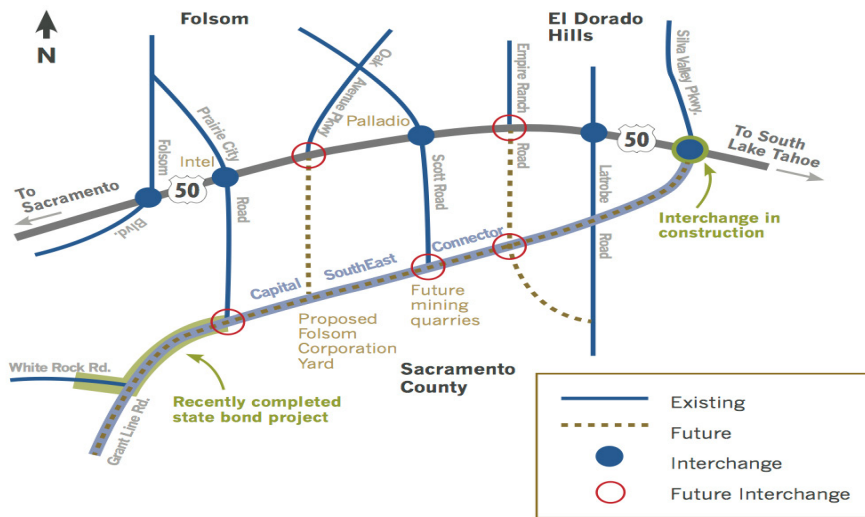 Folsom
El Dorado
Hills
N
Oak
Avenue Pkwy
Empire Ranch
Road
Silva Valley Pkwy.
Prairie City
Road
Folsom
Blvd.
Palladio
Intel
To
Sacramento
50
50
To South
Lake Tahoe
Scott Road
Latrobe
Road
Interchange in
construction
Capital SouthEast Connector
Proposed
Folsom
Corporation
Yard
Future
mining
quarries
White Rock Rd.
Grant Line Rd.
Recently completed
state bond project
Sacramento
County
Existing
Future
Interchange
Future Interchange